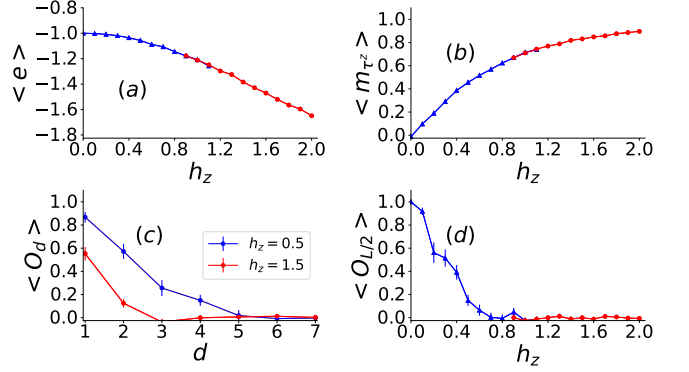 −1.0
−1.2
−1.4
−1.6
−1.8
< e >
(a)
0.0 0.4 0.8 1.2 1.6 2.0
h_z
1.0
0.8
0.6
0.4
0.2
0.0
< m_{τ^z} >
(b)
0.0 0.4 0.8 1.2 1.6 2.0
h_z
1.0
0.8
0.6
0.4
0.2
0.0
< O_d >
(c)
h_z = 0.5
h_z = 1.5
1 2 3 4 5 6 7
d
1.0
0.8
0.6
0.4
0.2
0.0
< O_{L/2} >
(d)
0.0 0.4 0.8 1.2 1.6 2.0
h_z